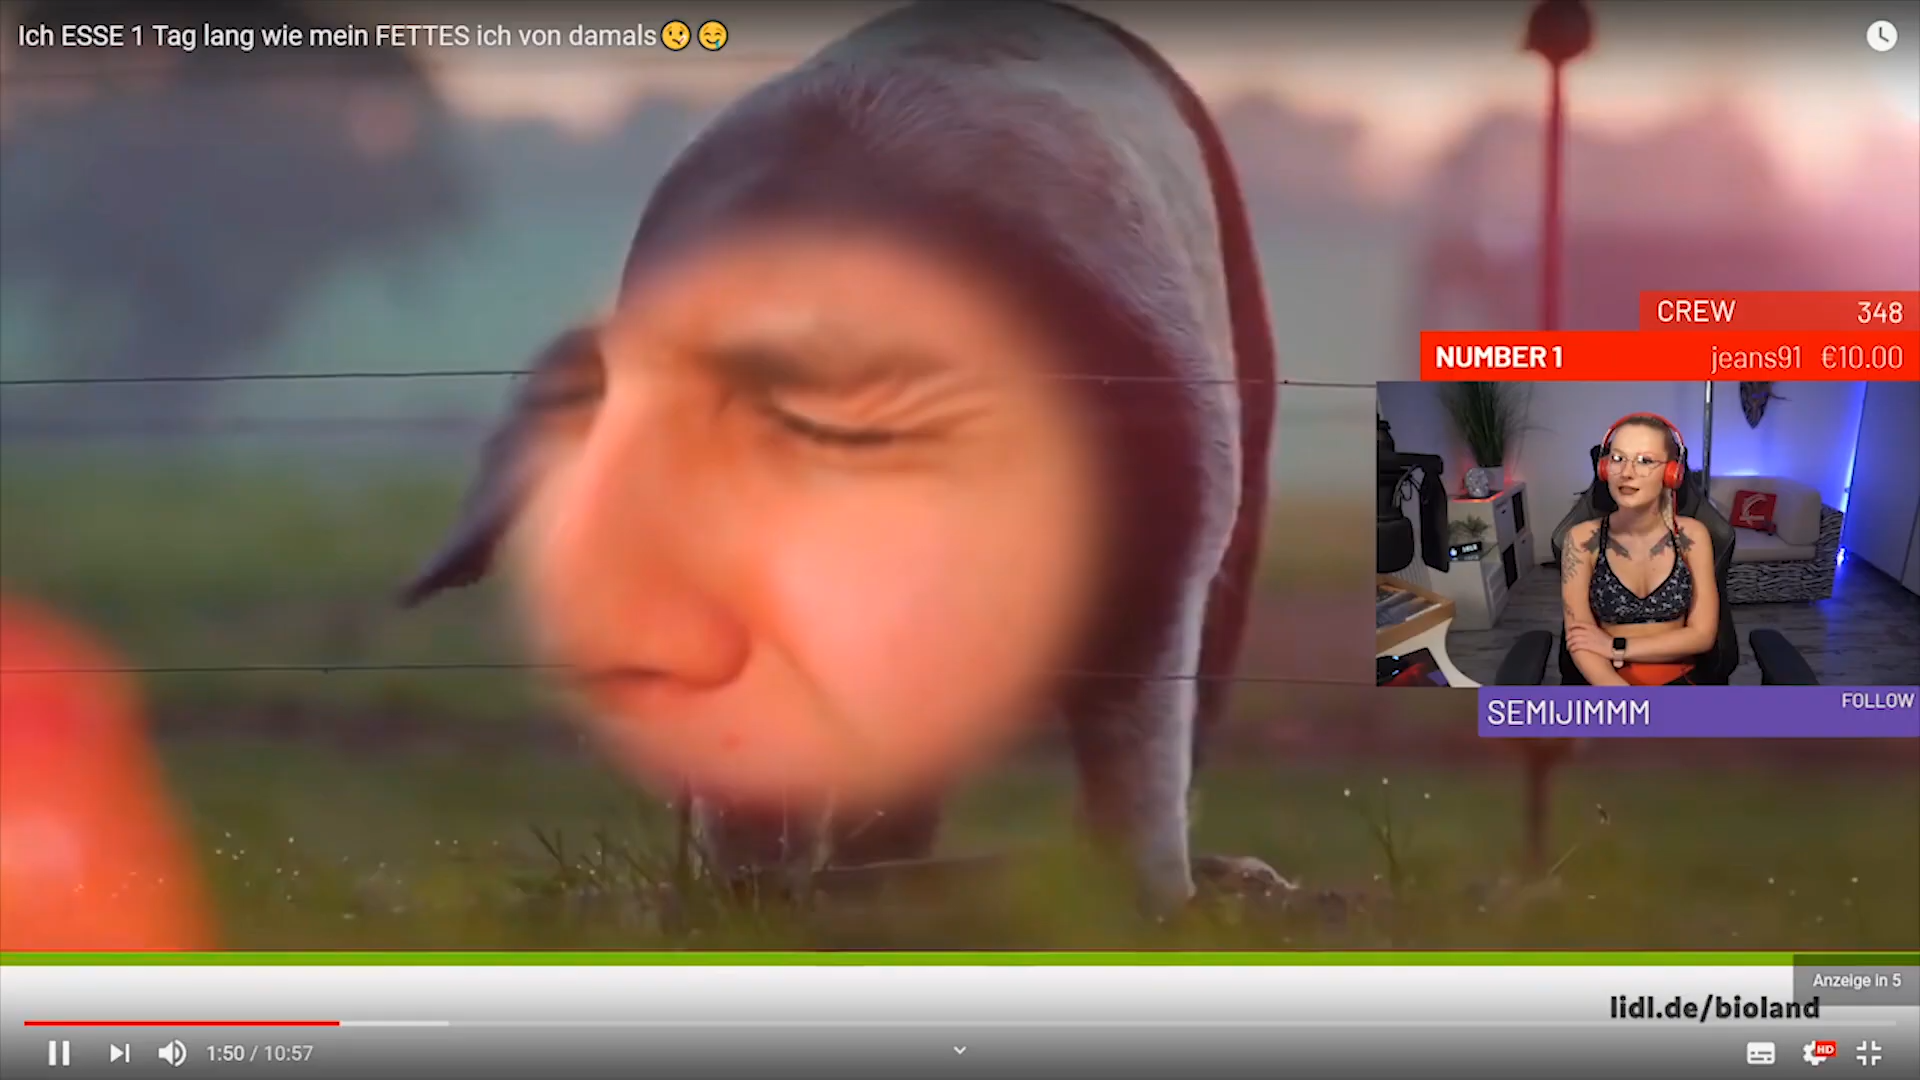 Ich ESSE 1 Tag lang wie mein FETTES ich von damals🤢🤤
CREW 348
NUMBER 1 jeans91 €10.00
SEMIJIMMM FOLLOW
Anzeige in 5
lidl.de/bioland
1:50 / 10:57
HD